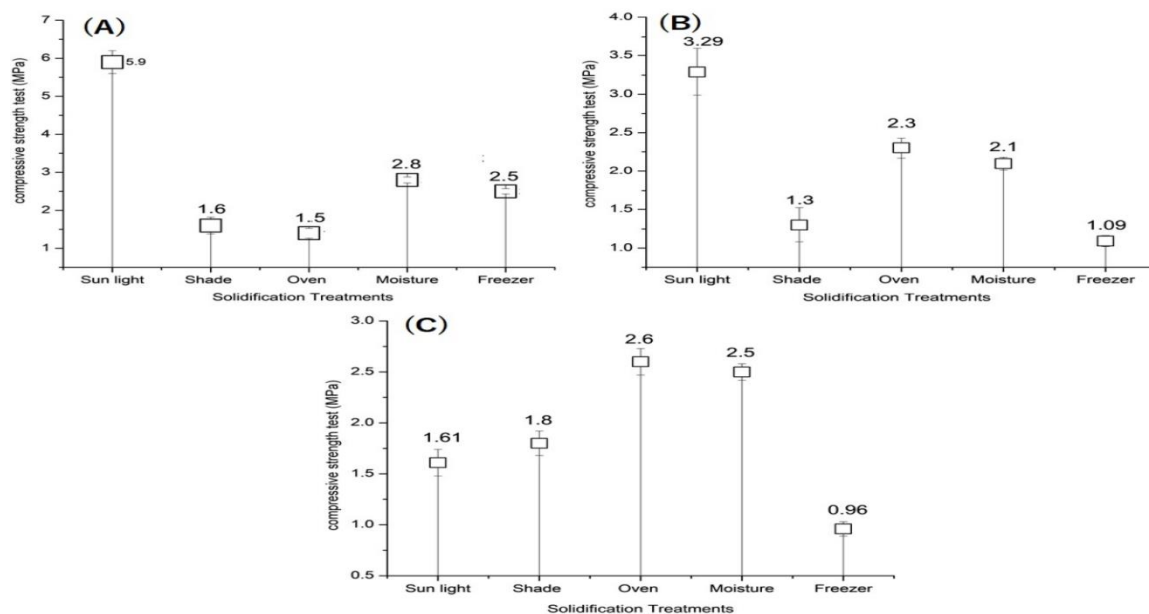 (A)
compressive strength test (MPa)
7
6
5
4
3
2
1
5.9
1.6
1.5
2.8
2.5
Sun light Shade Oven Moisture Freezer
Solidification Treatments
(B)
compressive strength test (MPa)
4.0
3.5
3.0
2.5
2.0
1.5
1.0
3.29
1.3
2.3
2.1
1.09
Sun light Shade Oven Moisture Freezer
Solidification Treatments
(C)
compressive strength test (MPa)
3.0
2.5
2.0
1.5
1.0
0.5
1.61
1.8
2.6
2.5
0.96
Sun light Shade Oven Moisture Freezer
Solidification Treatments